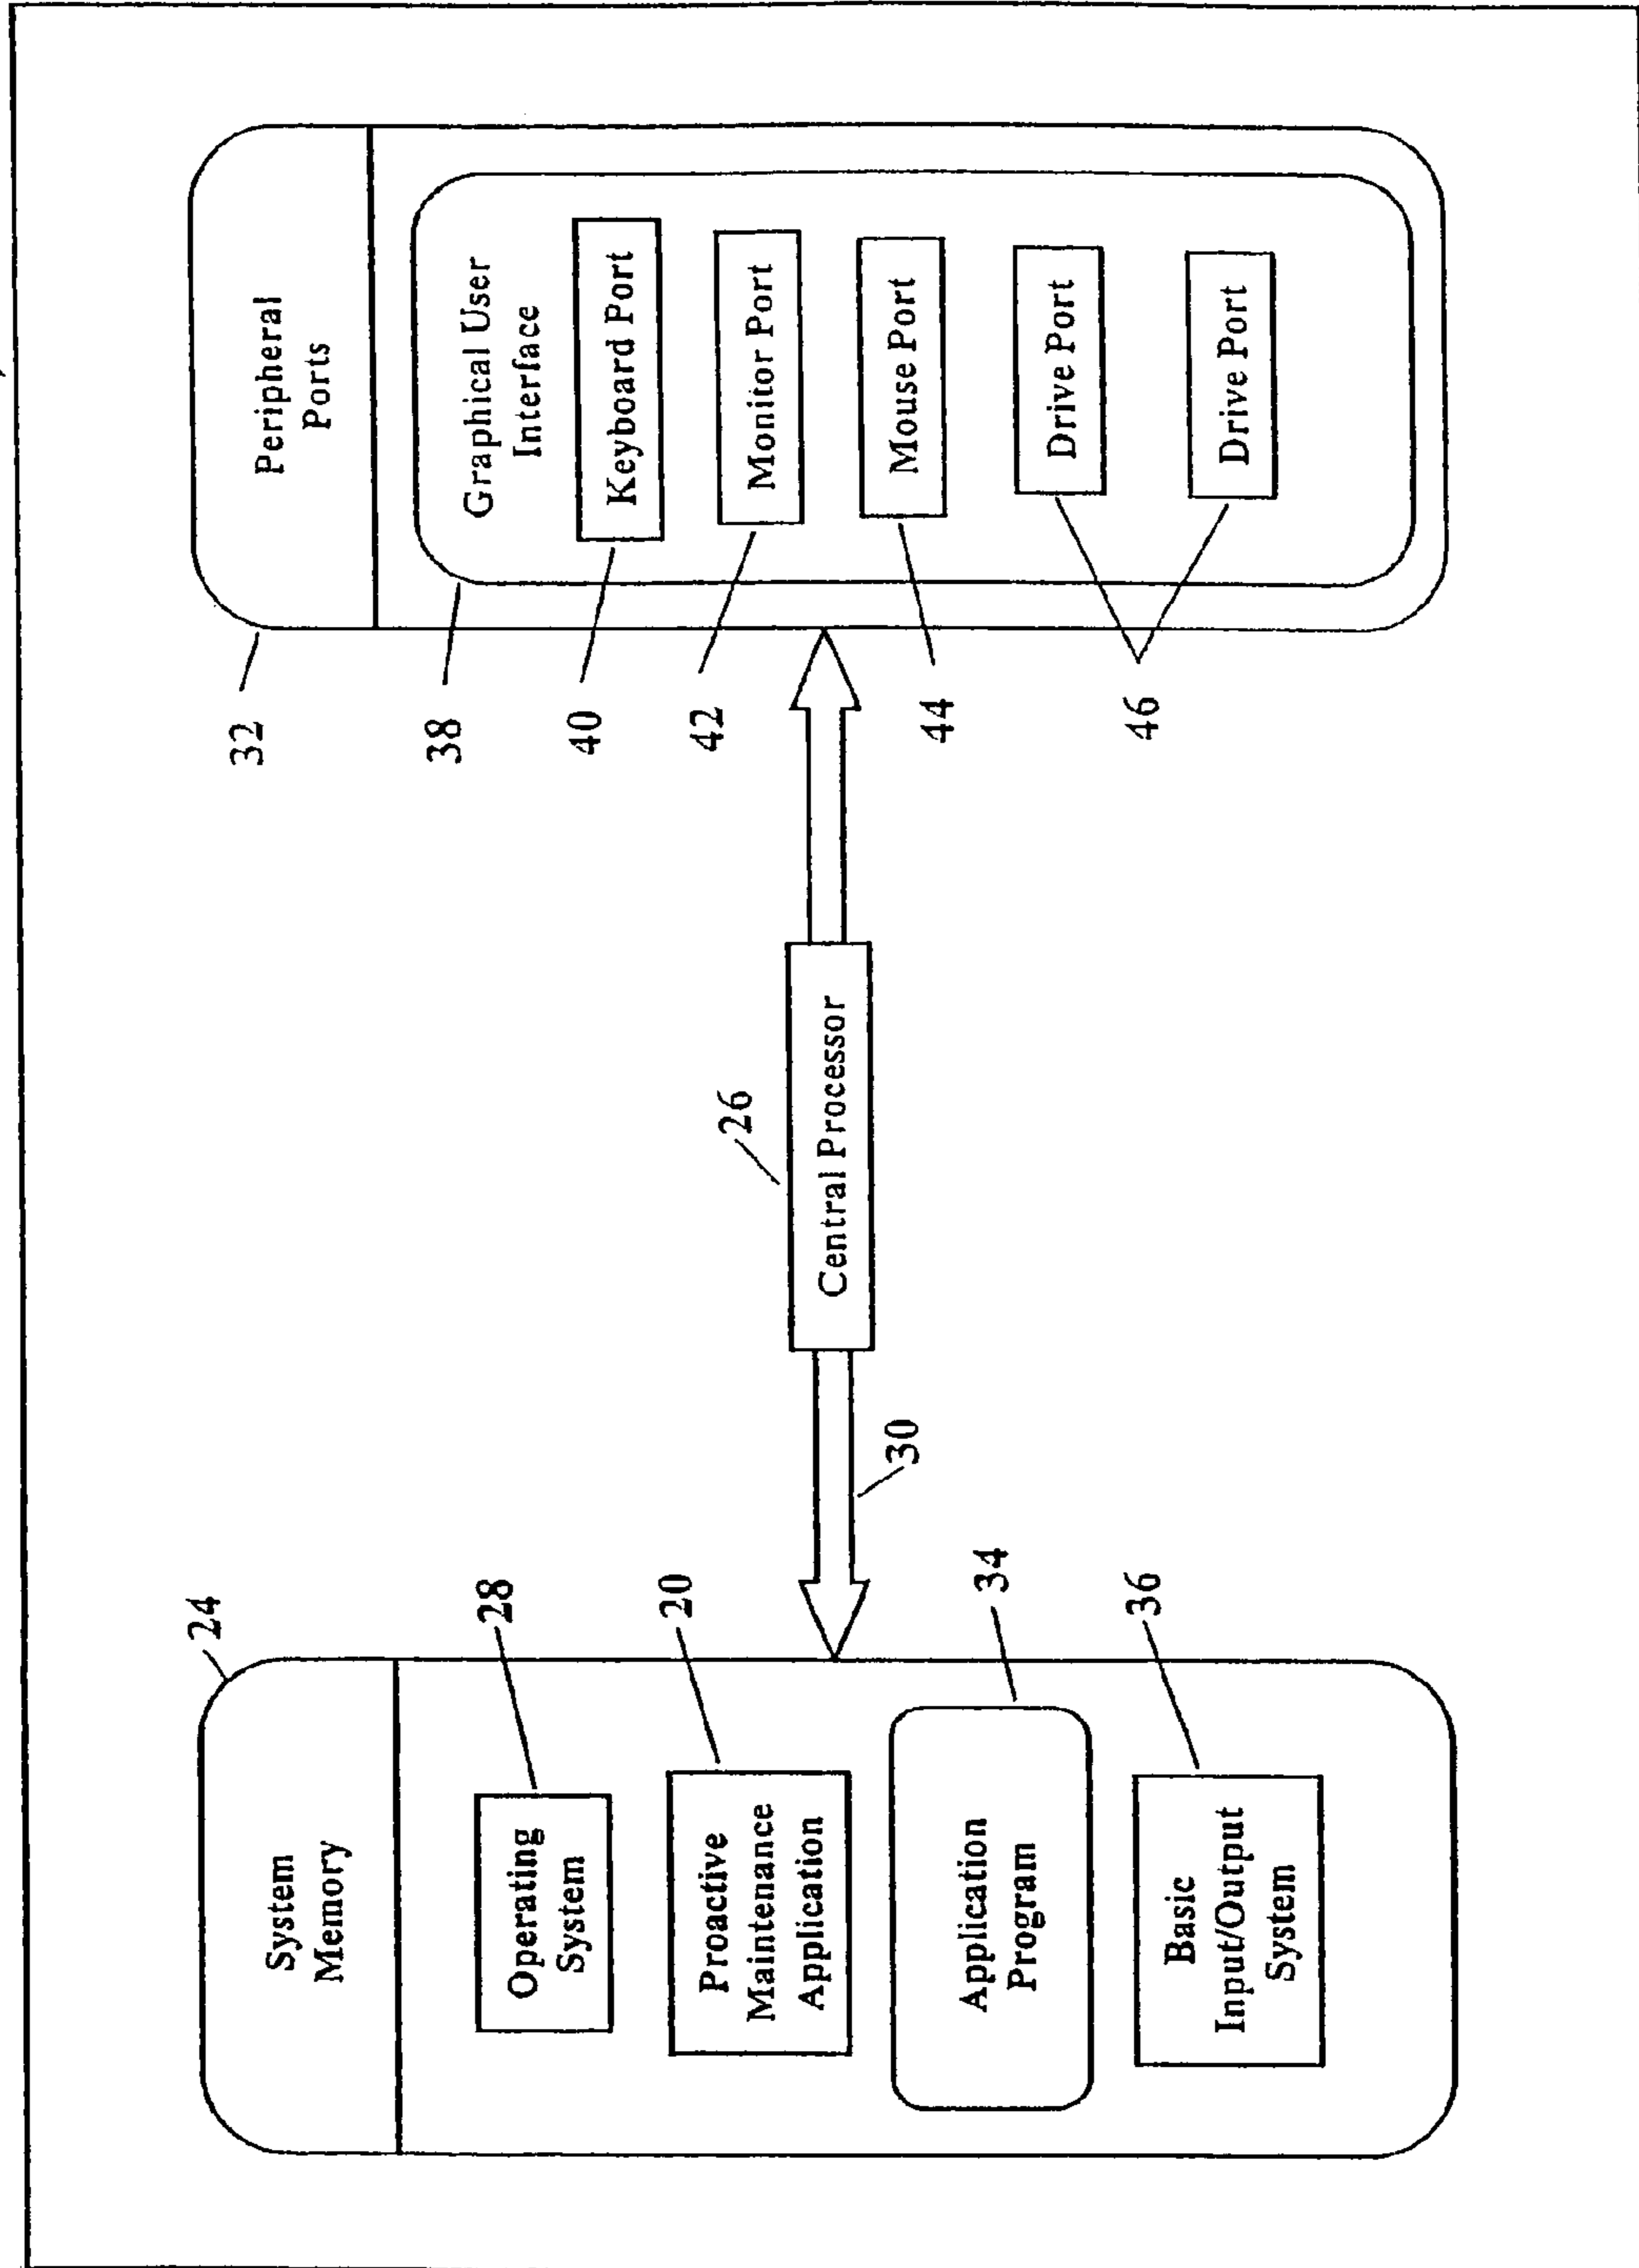 24
System
Memory
28
Operating
System
20
Proactive
Maintenance
Application
34
Application
Program
36
Basic
Input/Output
System
30
26
Central Processor
32
Peripheral
Ports
38
Graphical User
Interface
40
Keyboard Port
42
Monitor Port
44
Mouse Port
46
Drive Port
Drive Port